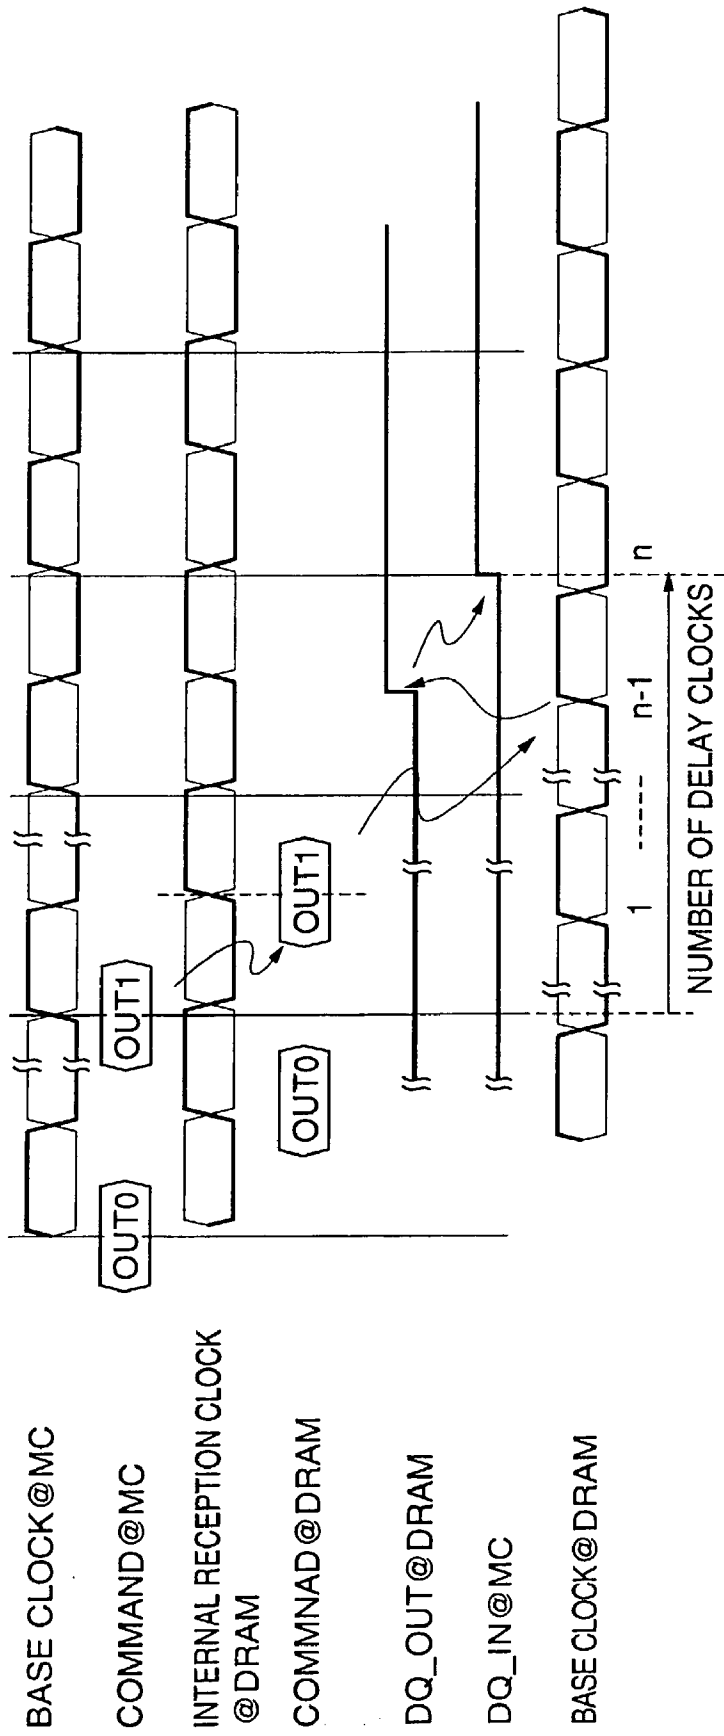 BASE CLOCK@MC
COMMAND@MC
OUT0
OUT1
INTERNAL RECEPTION CLOCK
@DRAM
COMMNAD@DRAM
OUT0
OUT1
DQ_OUT@DRAM
DQ_IN@MC
BASE CLOCK@DRAM
1 ----- n-1 n
NUMBER OF DELAY CLOCKS